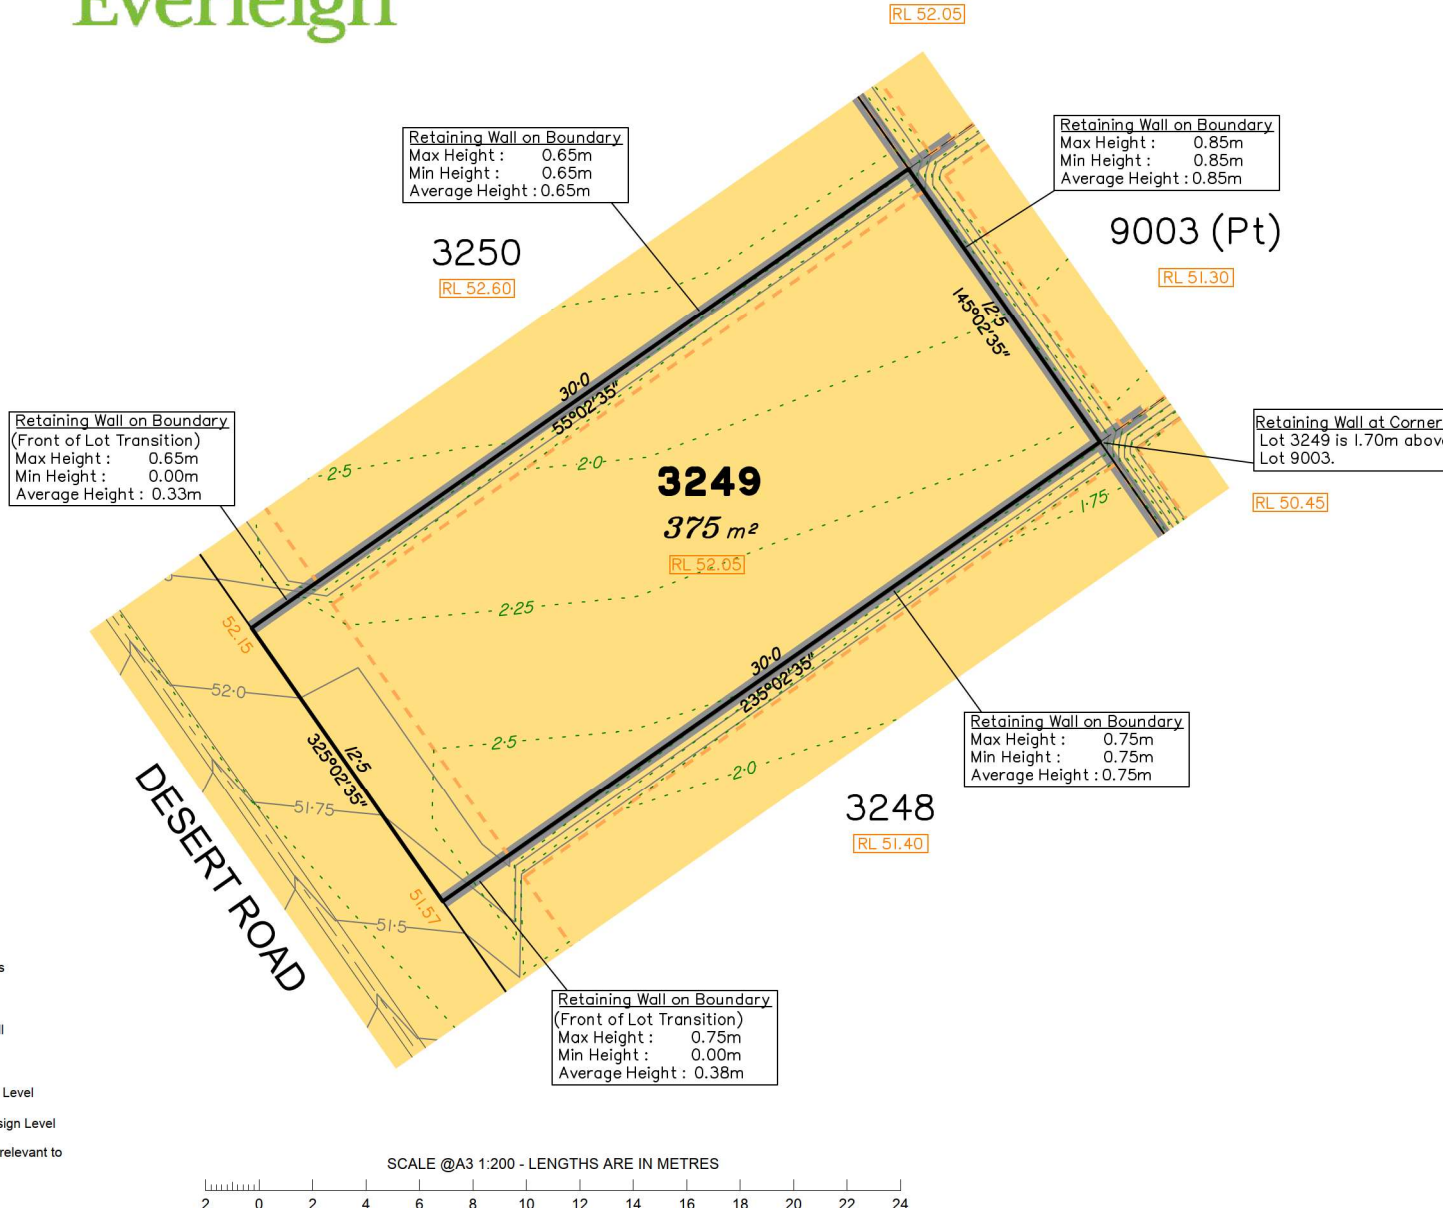 Everleigh
RL 52.05
Retaining Wall on Boundary
Max Height : 0.65m
Min Height : 0.65m
Average Height : 0.65m
Retaining Wall on Boundary
Max Height : 0.85m
Min Height : 0.85m
Average Height : 0.85m
3250
RL 52.60
9003 (Pt)
RL 51.30
12·5
145°02'35"
30·0
55°02'35"
Retaining Wall on Boundary
(Front of Lot Transition)
Max Height : 0.65m
Min Height : 0.00m
Average Height : 0.33m
Retaining Wall at Corner
Lot 3249 is 1.70m above
Lot 9003.
RL 50.45
2·5
2·0
1·75
3249
375 m²
RL 52.05
2·25
52.15
52·0
30·0
235°02'35"
2·5
2·0
12·5
325°02'35"
51·75
Retaining Wall on Boundary
Max Height : 0.75m
Min Height : 0.75m
Average Height : 0.75m
3248
RL 51.40
DESERT ROAD
51.57
51·5
Retaining Wall on Boundary
(Front of Lot Transition)
Max Height : 0.75m
Min Height : 0.00m
Average Height : 0.38m
Level
sign Level
relevant to
SCALE @A3 1:200 - LENGTHS ARE IN METRES
2 0 2 4 6 8 10 12 14 16 18 20 22 24